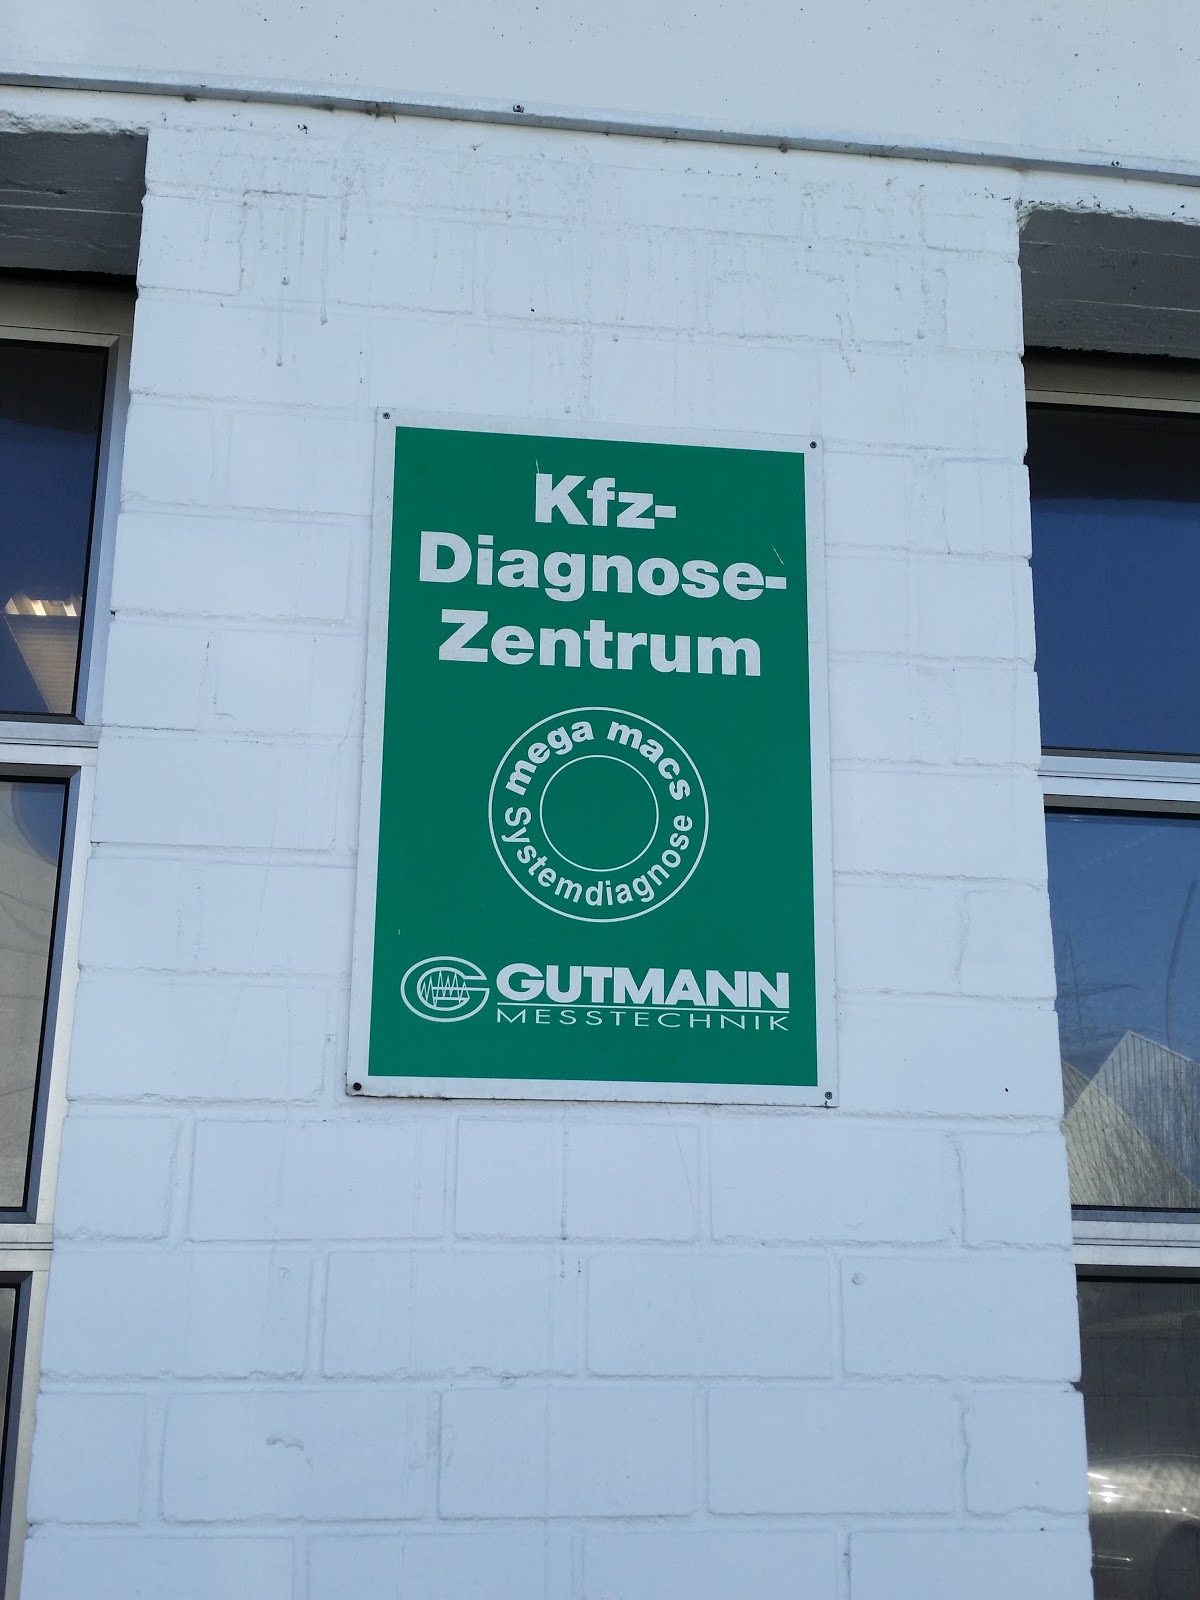 Kfz-
Diagnose-
Zentrum
mega macs
Systemdiagnose
GUTMANN
MESSTECHNIK